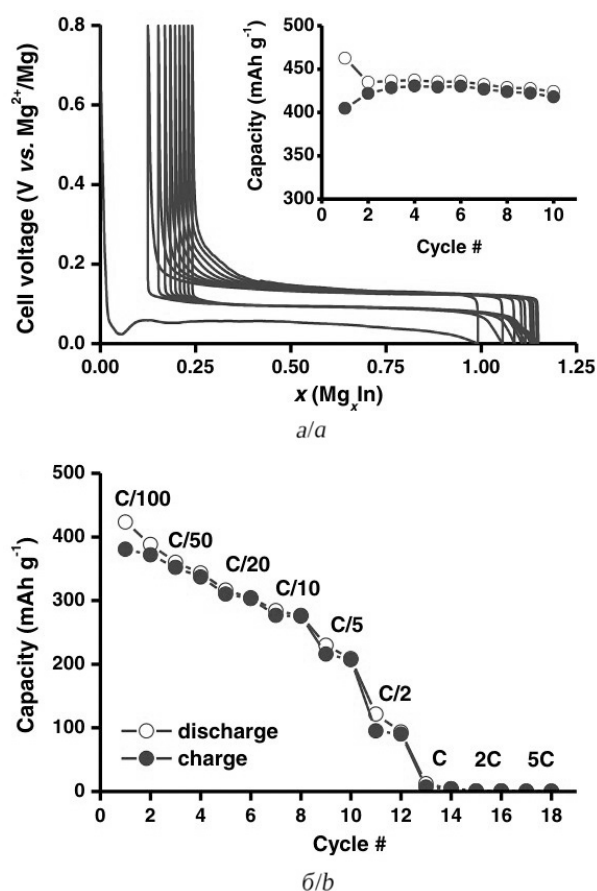 0.8
0.6
0.4
0.2
0.0
Cell voltage (V vs. Mg²⁺/Mg)
0.00 0.25 0.50 0.75 1.00 1.25
x (MgₓIn)
500
450
400
350
300
Capacity (mAh g⁻¹)
0 2 4 6 8 10
Cycle #
а/a
500
400
300
200
100
0
Capacity (mAh g⁻¹)
C/100
C/50
C/20
C/10
C/5
C/2
C 2C 5C
discharge
charge
0 2 4 6 8 10 12 14 16 18
Cycle #
б/b